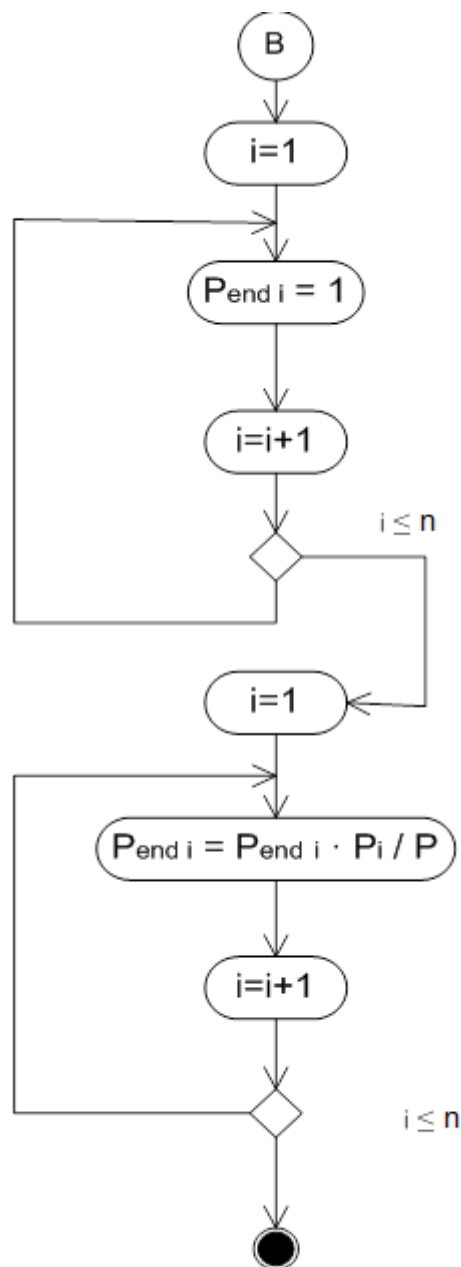 B
i=1
Pend i = 1
i=i+1
i ≤ n
i=1
Pend i = Pend i · Pi / P
i=i+1
i ≤ n